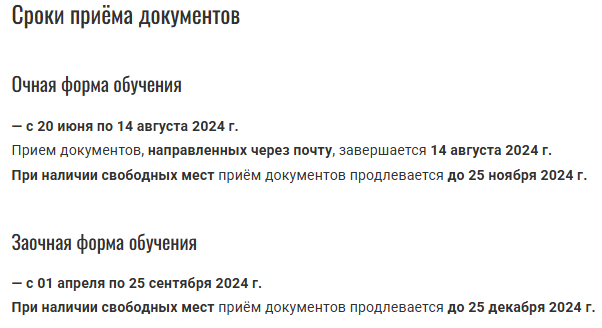 Сроки приёма документов
Очная форма обучения
— с 20 июня по 14 августа 2024 г.
Прием документов, направленных через почту, завершается 14 августа 2024 г.
При наличии свободных мест приём документов продлевается до 25 ноября 2024 г.
Заочная форма обучения
— с 01 апреля по 25 сентября 2024 г.
При наличии свободных мест приём документов продлевается до 25 декабря 2024 г.